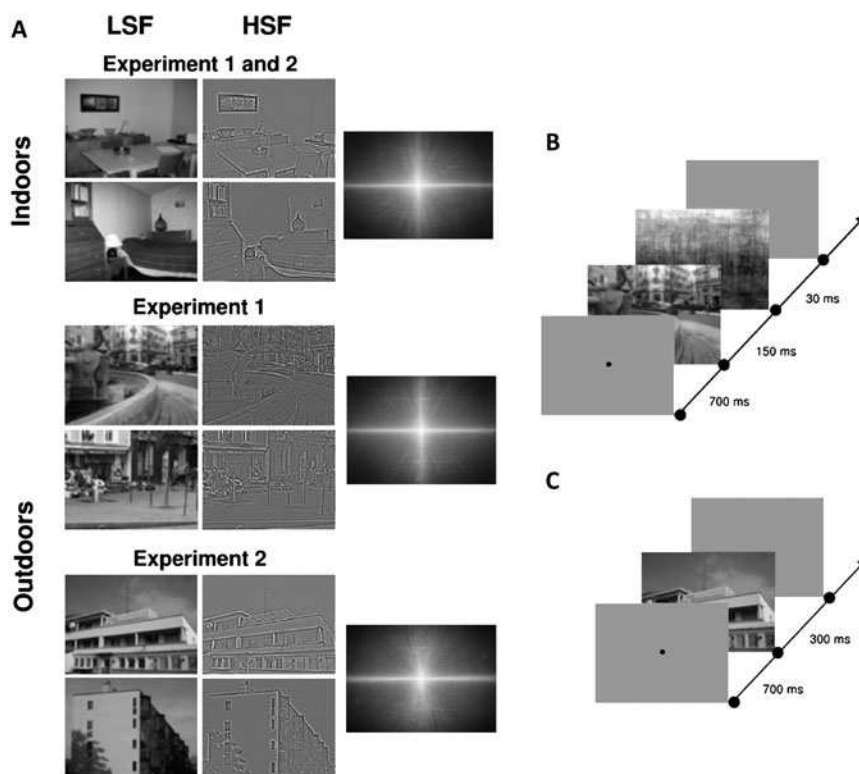 A
LSF HSF
Experiment 1 and 2
Indoors
Experiment 1
Outdoors
Experiment 2
B
30 ms
150 ms
700 ms
C
300 ms
700 ms